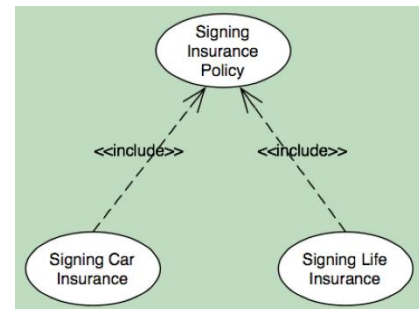 Signing
Insurance
Policy
<<include>>
<<include>>
Signing Car
Insurance
Signing Life
Insurance